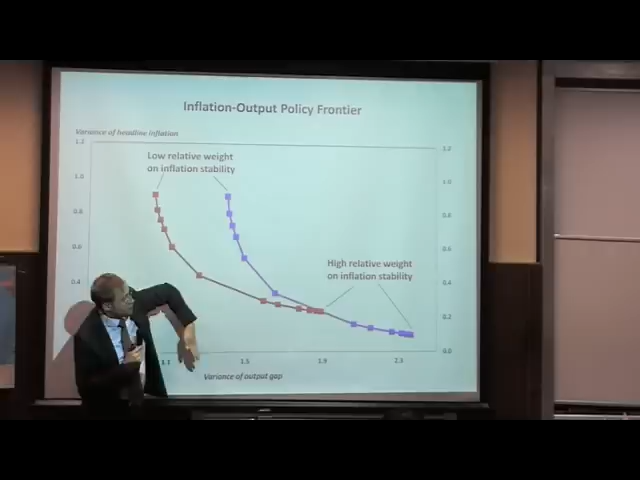 Inflation-Output Policy Frontier
Variance of headline inflation
1.2
1.2
Low relative weight
on inflation stability
1.0
1.0
0.8
0.8
0.6
0.6
High relative weight
on inflation stability
0.4
0.4
0.2
0.0
1.1
1.5
1.9
2.3
Variance of output gap